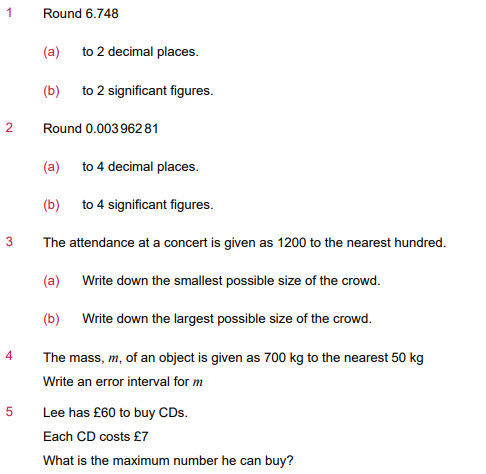 1 Round 6.748
(a) to 2 decimal places.
(b) to 2 significant figures.
2 Round 0.003 962 81
(a) to 4 decimal places.
(b) to 4 significant figures.
3 The attendance at a concert is given as 1200 to the nearest hundred.
(a) Write down the smallest possible size of the crowd.
(b) Write down the largest possible size of the crowd.
4 The mass, m, of an object is given as 700 kg to the nearest 50 kg
Write an error interval for m
5 Lee has £60 to buy CDs.
Each CD costs £7
What is the maximum number he can buy?